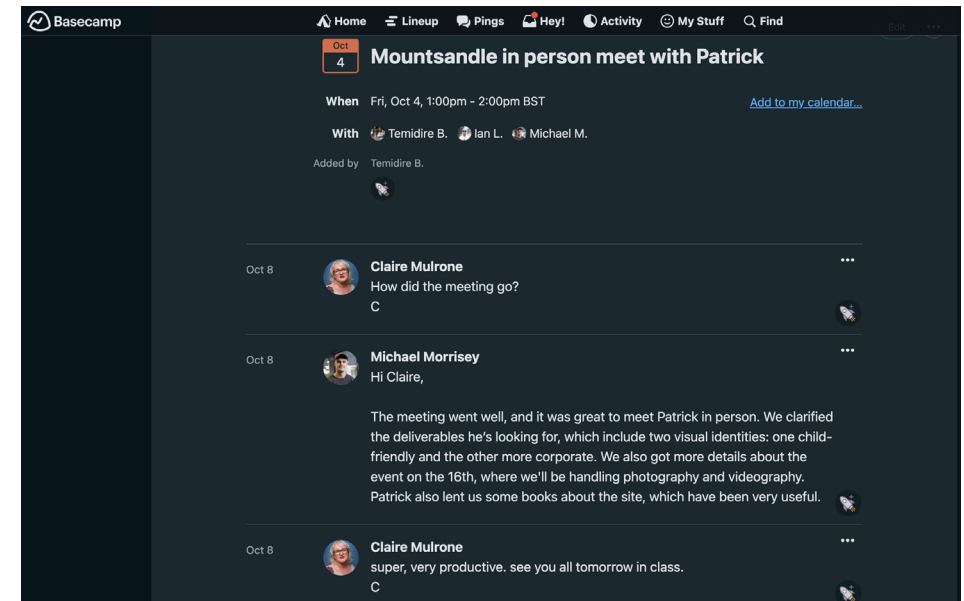 Basecamp
Home Lineup Pings Hey! Activity My Stuff Find
Edit
Oct
4
Mountsandle in person meet with Patrick
When Fri, Oct 4, 1:00pm - 2:00pm BST
Add to my calendar...
With Temidire B. Ian L. Michael M.
Added by Temidire B.
Oct 8
Claire Mulrone
How did the meeting go?
C
Oct 8
Michael Morrisey
Hi Claire,
The meeting went well, and it was great to meet Patrick in person. We clarified
the deliverables he's looking for, which include two visual identities: one child-
friendly and the other more corporate. We also got more details about the
event on the 16th, where we'll be handling photography and videography.
Patrick also lent us some books about the site, which have been very useful.
Oct 8
Claire Mulrone
super, very productive. see you all tomorrow in class.
C